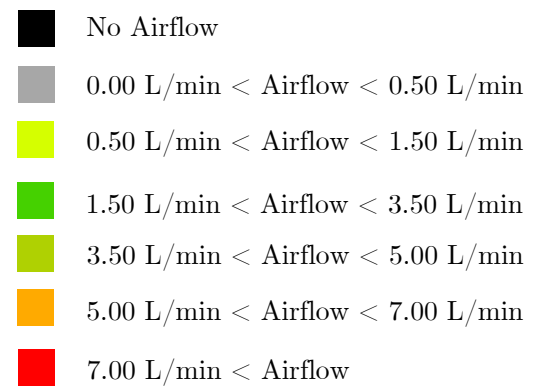 No Airflow
0.00 L/min < Airflow < 0.50 L/min
0.50 L/min < Airflow < 1.50 L/min
1.50 L/min < Airflow < 3.50 L/min
3.50 L/min < Airflow < 5.00 L/min
5.00 L/min < Airflow < 7.00 L/min
7.00 L/min < Airflow